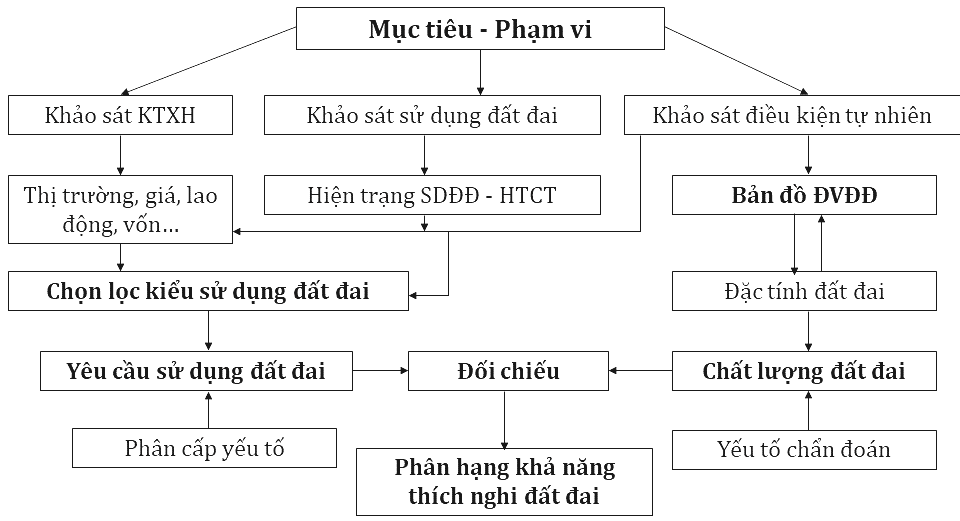 Mục tiêu - Phạm vi
Khảo sát KTXH
Khảo sát sử dụng đất đai
Khảo sát điều kiện tự nhiên
Thị trường, giá, lao
động, vốn...
Hiện trạng SDĐĐ - HTCT
Bản đồ ĐVĐĐ
Chọn lọc kiểu sử dụng đất đai
Đặc tính đất đai
Yêu cầu sử dụng đất đai
Đối chiếu
Chất lượng đất đai
Phân cấp yếu tố
Yếu tố chẩn đoán
Phân hạng khả năng
thích nghi đất đai